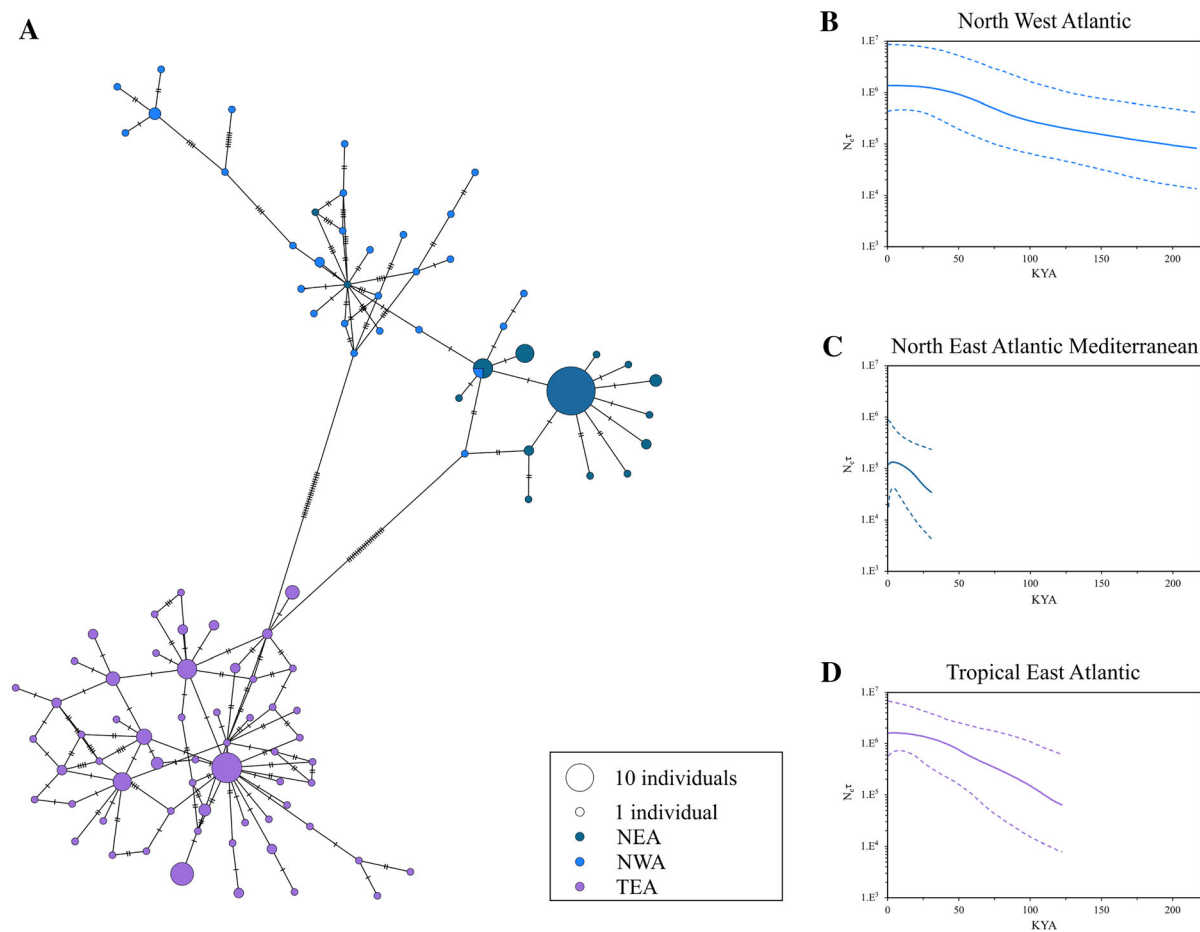 A
10 individuals
1 individual
NEA
NWA
TEA
B
North West Atlantic
1.E⁷
1.E⁶
1.E⁵
1.E⁴
1.E³
Nₑτ
0
50
100
150
200
KYA
C
North East Atlantic Mediterranean
1.E⁷
1.E⁶
1.E⁵
1.E⁴
1.E³
Nₑτ
0
50
100
150
200
KYA
D
Tropical East Atlantic
1.E⁷
1.E⁶
1.E⁵
1.E⁴
1.E³
Nₑτ
0
50
100
150
200
KYA